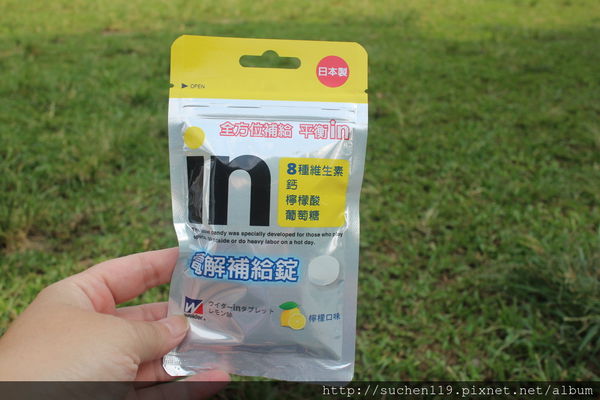 OPEN
日本製
全方位補給 平衡in
in
8種維生素
鈣
檸檬酸
葡萄糖
candy was specially developed for those who play
or do heavy labor on a hot day.
電解補給錠
W
ウイダーinタブレット
レモン味
檸檬口味
http://suchen119.pixnet.net/album